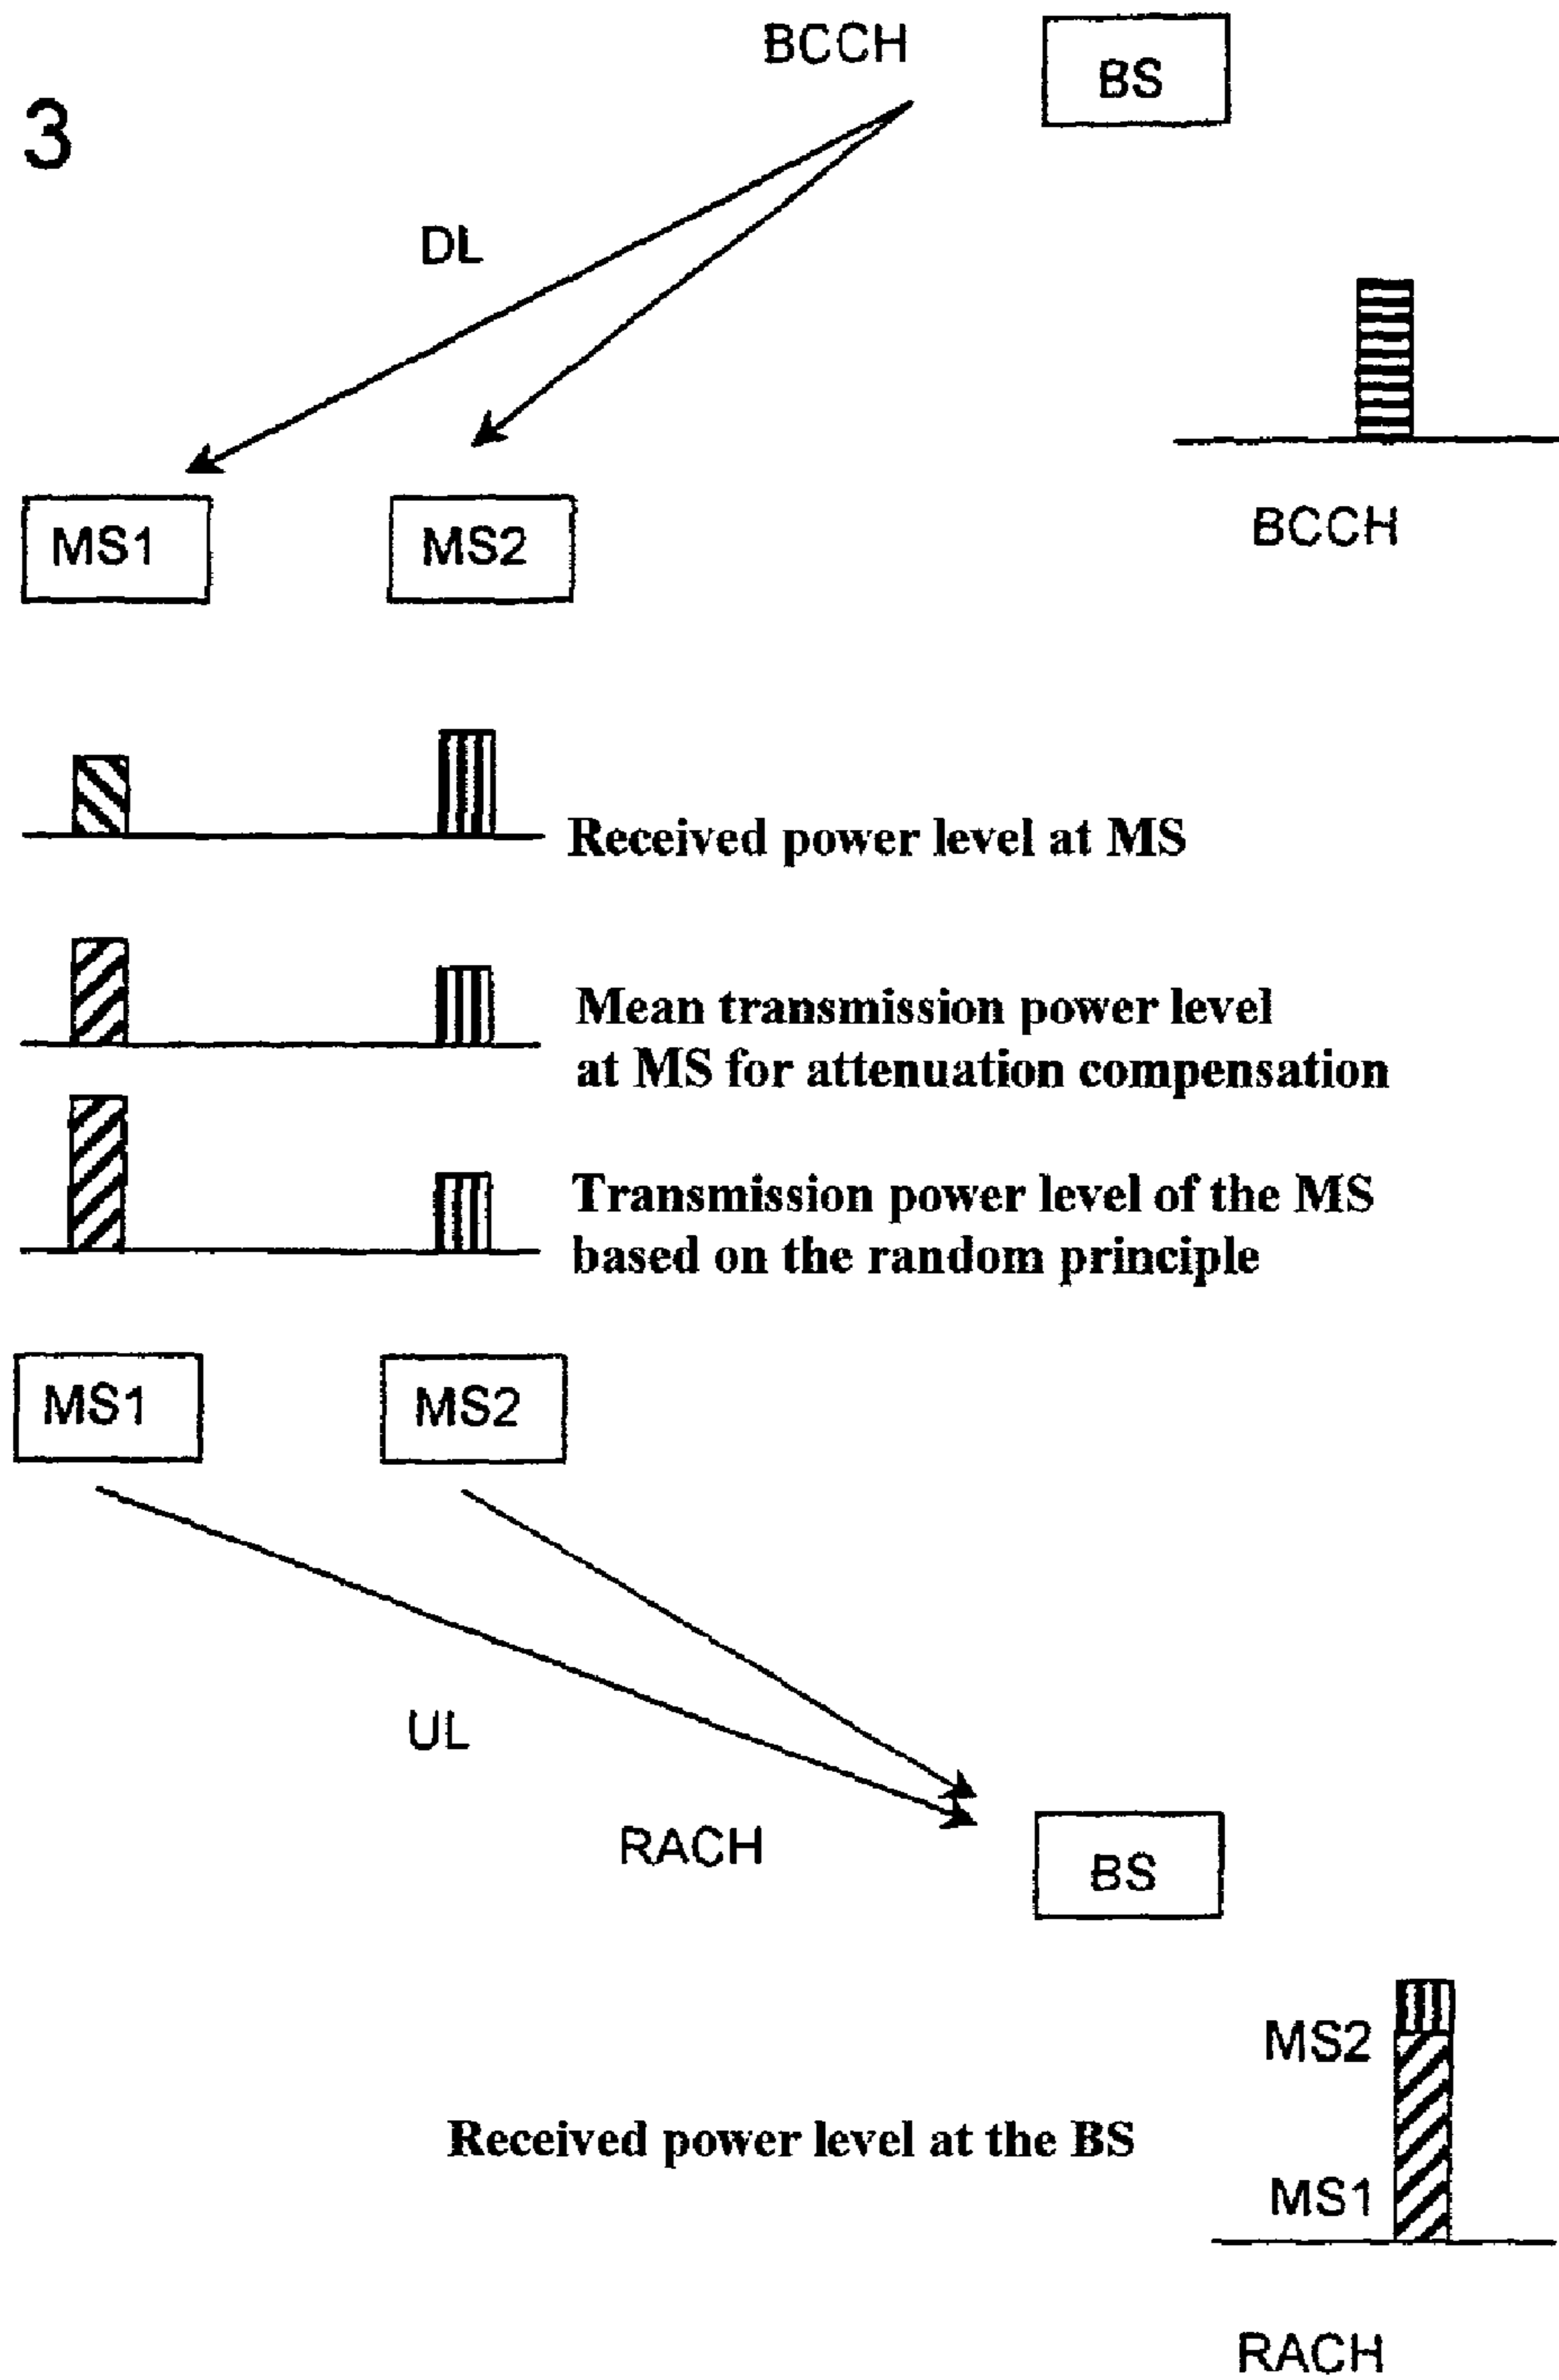 BCCH
BS
3
DL
MS1
MS2
BCCH
Received power level at MS
Mean transmission power level
at MS for attenuation compensation
Transmission power level of the MS
based on the random principle
MS1
MS2
UL
RACH
BS
MS2
Received power level at the BS
MS1
RACH